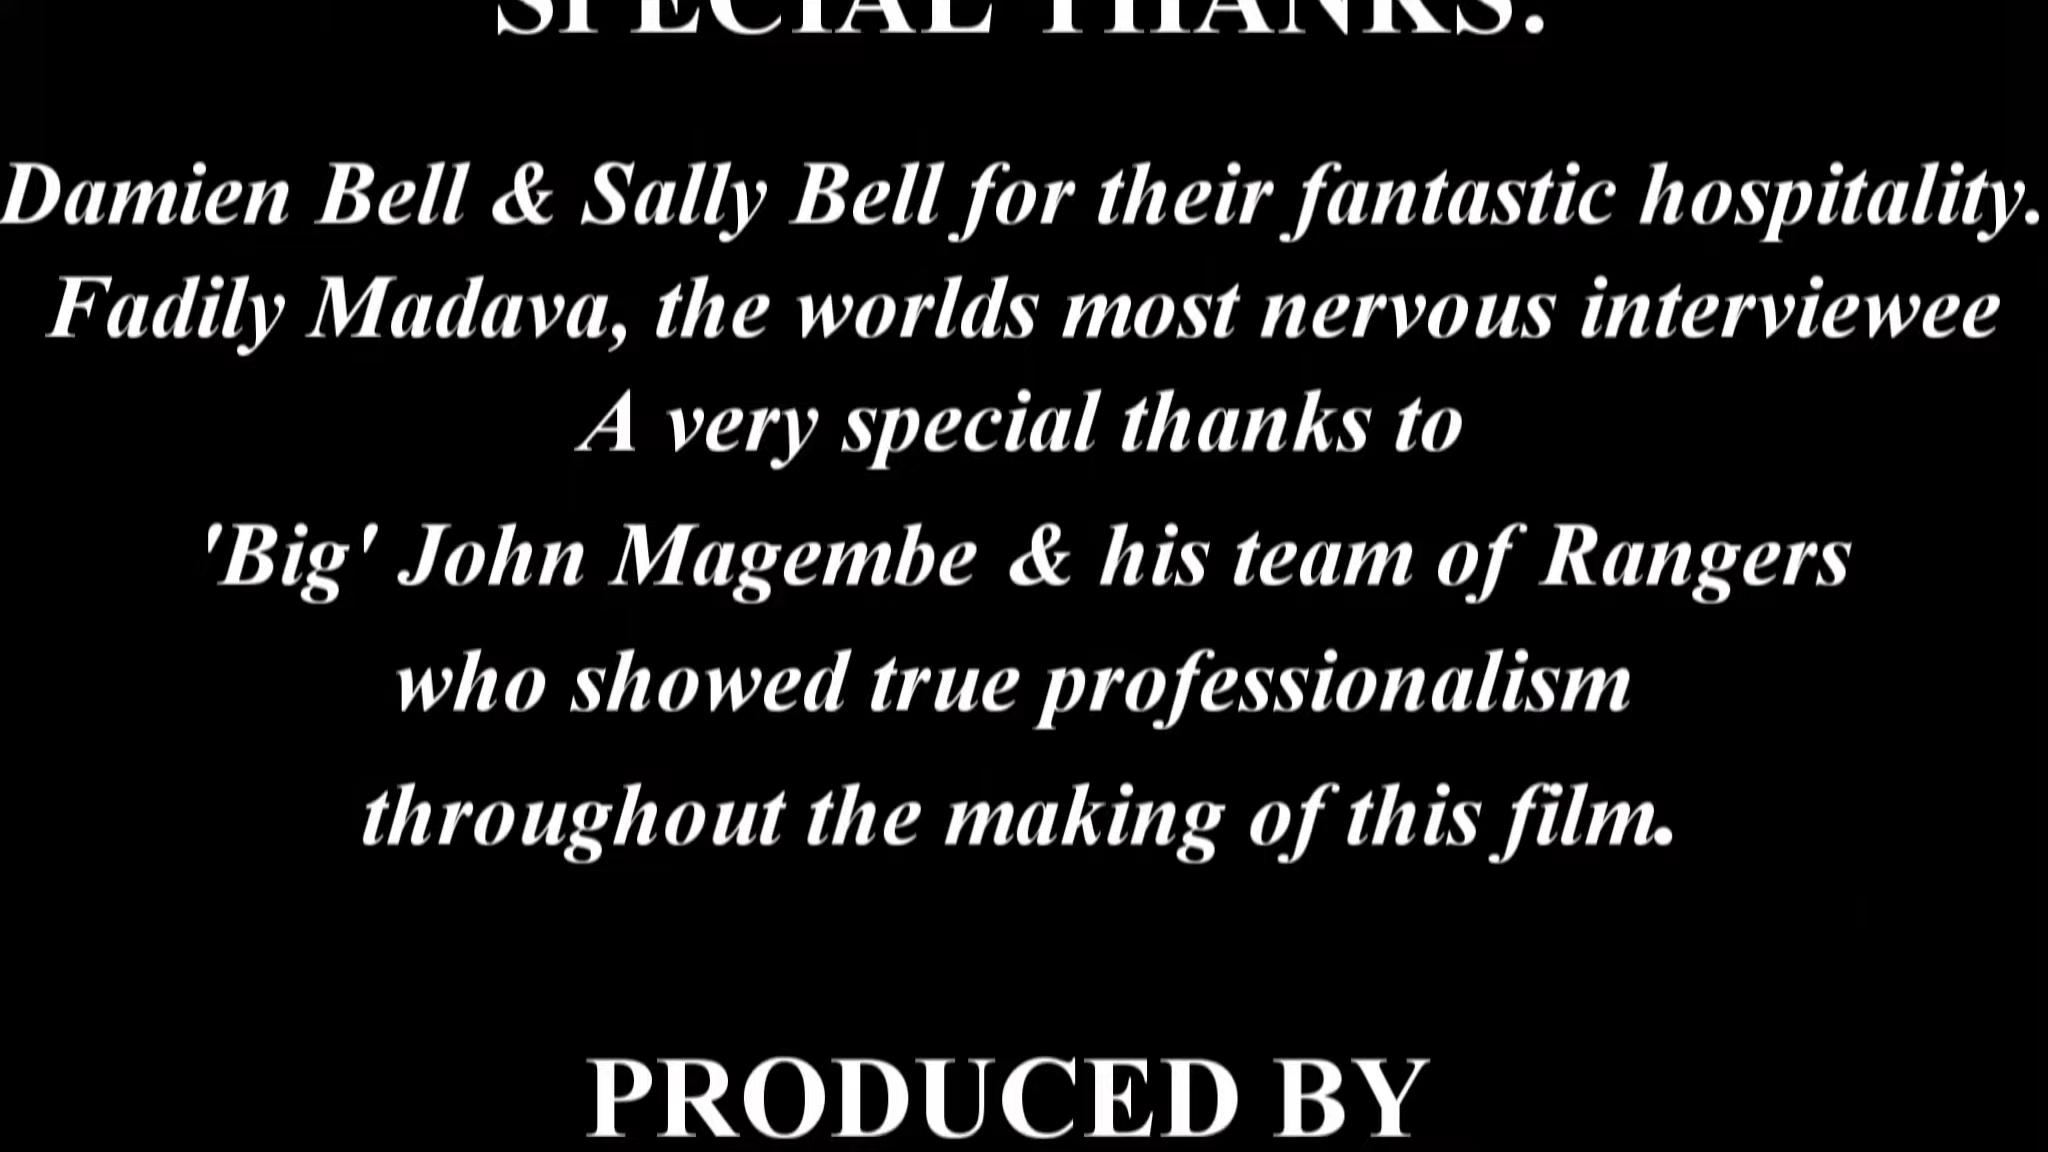 SPECIAL THANKS:
Damien Bell & Sally Bell for their fantastic hospitality.
Fadily Madava, the worlds most nervous interviewee
A very special thanks to
'Big' John Magembe & his team of Rangers
who showed true professionalism
throughout the making of this film.
PRODUCED BY